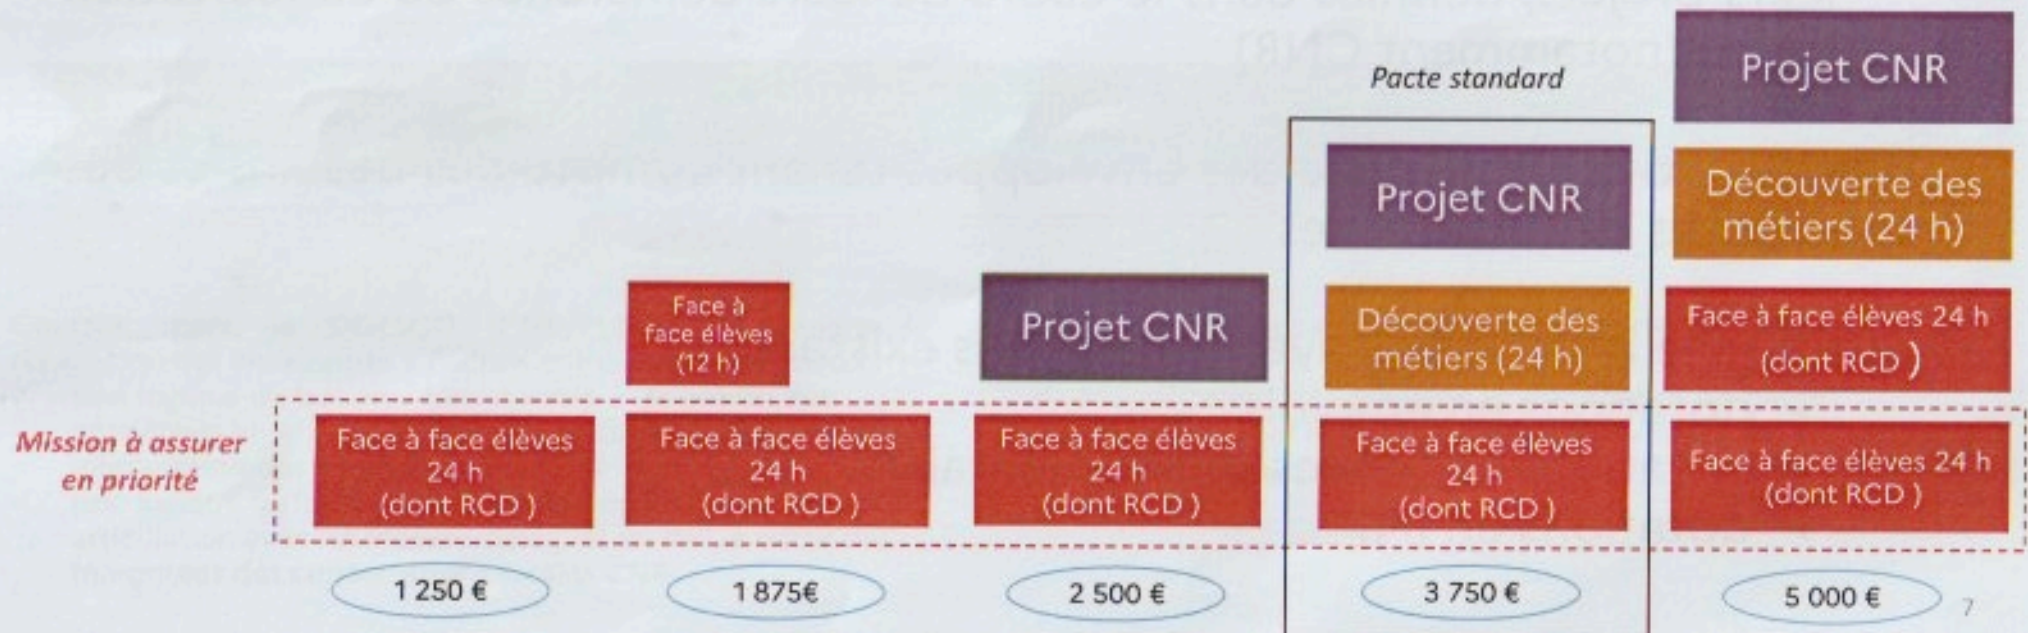 Projet CNR
Pacte standard
Projet CNR
Découverte des
métiers (24 h)
Face à
face élèves
(12 h)
Projet CNR
Découverte des
métiers (24 h)
Face à face élèves 24 h
(dont RCD )
Mission à assurer
en priorité
Face à face élèves
24 h
(dont RCD )
Face à face élèves
24 h
(dont RCD )
Face à face élèves
24 h
(dont RCD )
Face à face élèves
24 h
(dont RCD )
Face à face élèves 24 h
(dont RCD )
1 250 €
1 875€
2 500 €
3 750 €
5 000 €
7